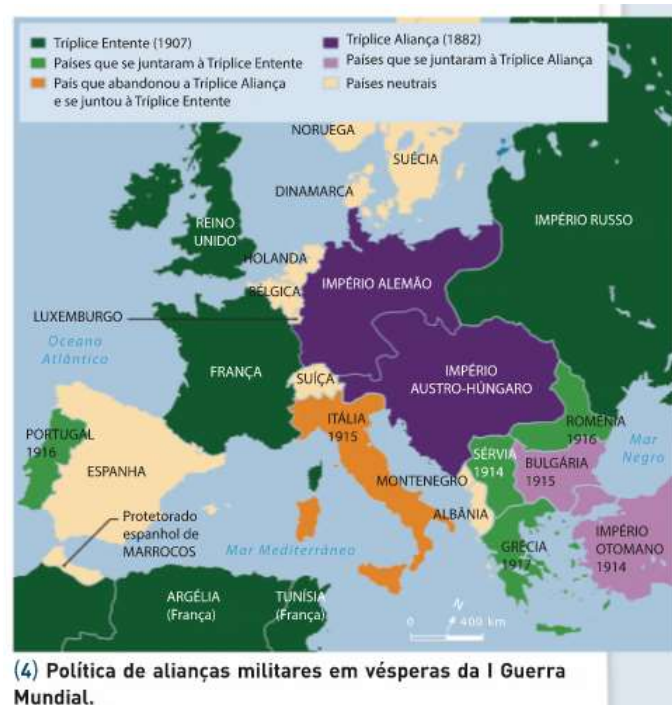 Tríplice Entente (1907)
Países que se juntaram à Tríplice Entente
País que abandonou a Tríplice Aliança
e se juntou à Tríplice Entente
Tríplice Aliança (1882)
Países que se juntaram à Tríplice Aliança
Países neutrais
NORUEGA
SUÉCIA
DINAMARCA
REINO
UNIDO
IMPÉRIO RUSSO
HOLANDA
BÉLGICA
IMPÉRIO ALEMÃO
LUXEMBURGO
Oceano
Atlântico
FRANÇA
SUÍÇA
IMPÉRIO
AUSTRO-HÚNGARO
ITÁLIA
1915
ROMÉNIA
1916
Mar
Negro
PORTUGAL
1916
ESPANHA
SÉRVIA
1914
BULGÁRIA
1915
MONTENEGRO
ALBÂNIA
Protetorado
espanhol de
MARROCOS
Mar Mediterrâneo
GRÉCIA
1917
IMPÉRIO
OTOMANO
1914
ARGÉLIA
(França)
TUNÍSIA
(França)
N
0 400 km
(4) Política de alianças militares em vésperas da I Guerra
Mundial.